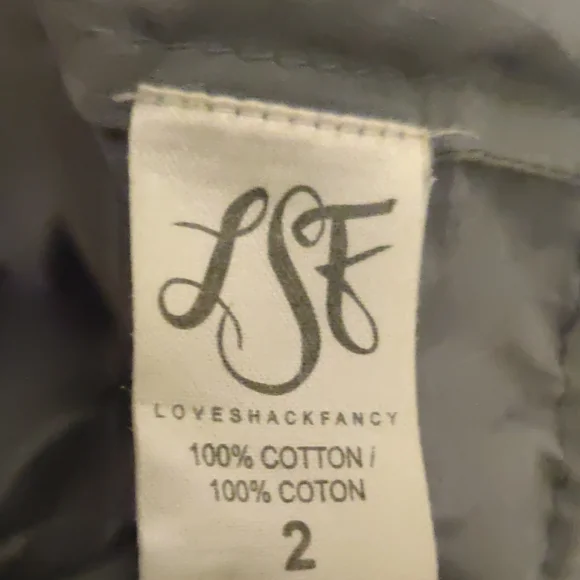 LSF
LOVESHACKFANCY
100% COTTON /
100% COTON
2